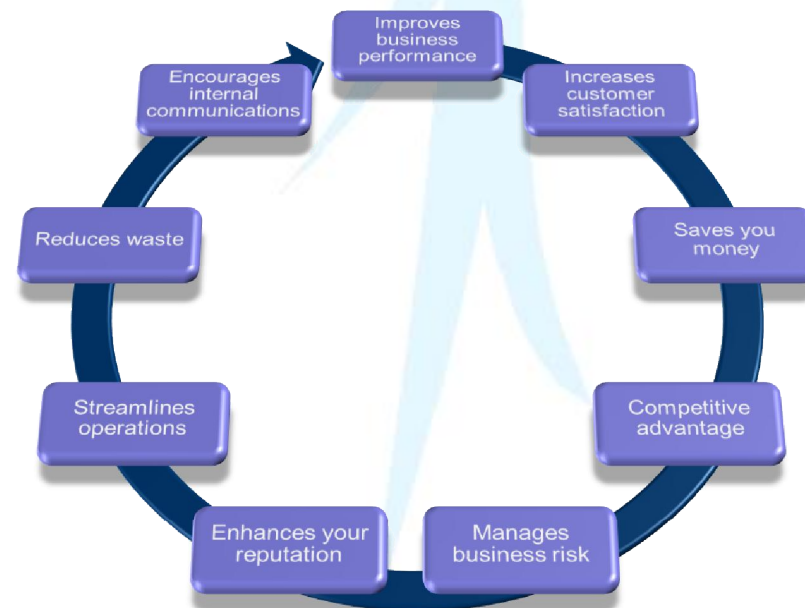 Improves
business
performance
Increases
customer
satisfaction
Saves you
money
Competitive
advantage
Manages
business risk
Enhances your
reputation
Streamlines
operations
Reduces waste
Encourages
internal
communications